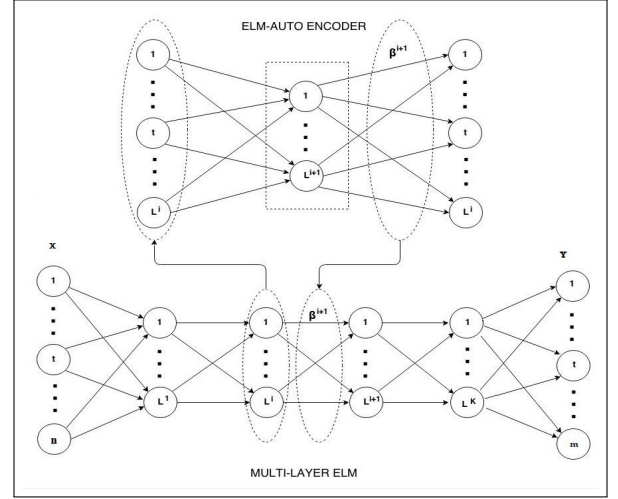 ELM-AUTO ENCODER
1 β^i+1 1
1
t t
L^i+1
L^i L^i
X Y
1 1
1 1 β^i+1 1 1
t t
L^1 L^i L^i+1 L^K
n m
MULTI-LAYER ELM